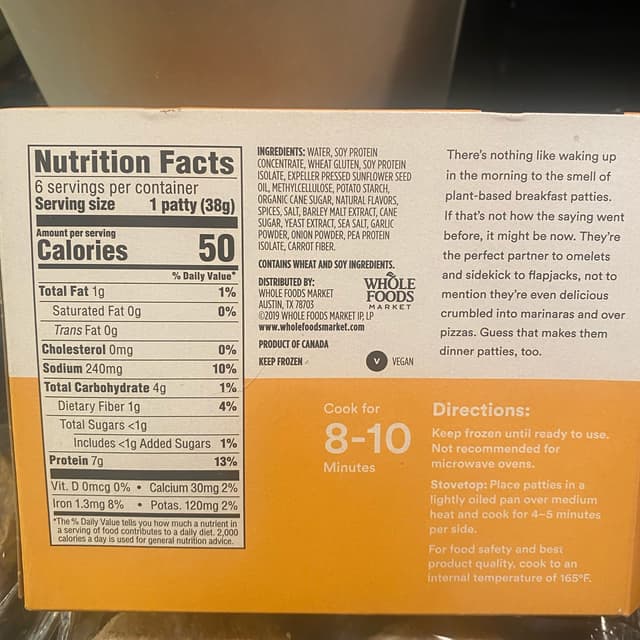 Nutrition Facts
6 servings per container
Serving size 1 patty (38g)
Amount per serving
Calories 50
% Daily Value*
Total Fat 1g 1%
Saturated Fat 0g 0%
Trans Fat 0g
Cholesterol 0mg 0%
Sodium 240mg 10%
Total Carbohydrate 4g 1%
Dietary Fiber 1g 4%
Total Sugars <1g
Includes <1g Added Sugars 1%
Protein 7g 13%
Vit. D 0mcg 0% • Calcium 30mg 2%
Iron 1.3mg 8% • Potas. 120mg 2%
*The % Daily Value tells you how much a nutrient in
a serving of food contributes to a daily diet. 2,000
calories a day is used for general nutrition advice.
INGREDIENTS: WATER, SOY PROTEIN
CONCENTRATE, WHEAT GLUTEN, SOY PROTEIN
ISOLATE, EXPELLER PRESSED SUNFLOWER SEED
OIL, METHYLCELLULOSE, POTATO STARCH,
ORGANIC CANE SUGAR, NATURAL FLAVORS,
SPICES, SALT, BARLEY MALT EXTRACT, CANE
SUGAR, YEAST EXTRACT, SEA SALT, GARLIC
POWDER, ONION POWDER, PEA PROTEIN
ISOLATE, CARROT FIBER.
CONTAINS WHEAT AND SOY INGREDIENTS.
DISTRIBUTED BY:
WHOLE FOODS MARKET
AUSTIN, TX 78703
©2019 WHOLE FOODS MARKET IP, LP
www.wholefoodsmarket.com
PRODUCT OF CANADA
KEEP FROZEN
WHOLE
FOODS
MARKET
V VEGAN
There's nothing like waking up
in the morning to the smell of
plant-based breakfast patties.
If that's not how the saying went
before, it might be now. They're
the perfect partner to omelets
and sidekick to flapjacks, not to
mention they're even delicious
crumbled into marinaras and over
pizzas. Guess that makes them
dinner patties, too.
Cook for
8-10
Minutes
Directions:
Keep frozen until ready to use.
Not recommended for
microwave ovens.
Stovetop: Place patties in a
lightly oiled pan over medium
heat and cook for 4–5 minutes
per side.
For food safety and best
product quality, cook to an
internal temperature of 165°F.